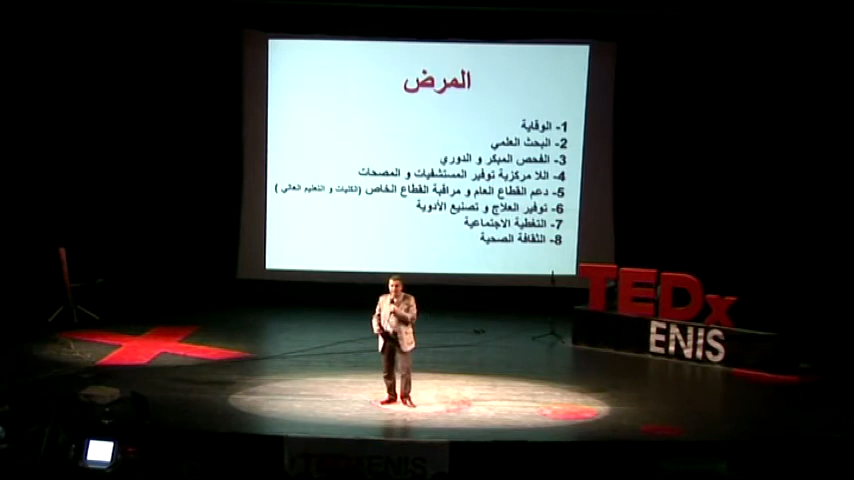 المرض
1- الوقاية
2- البحث العلمي
3- الفحص المبكر و الدوري
4- اللا مركزية توفير المستشفيات و المصحات
5- دعم القطاع العام و مراقبة القطاع الخاص (الكليات و التعليم العالي )
6- توفير العلاج و تصنيع الأدوية
7- التغطية الاجتماعية
8- الثقافة الصحية
TEDx
ENIS
TEDxENIS